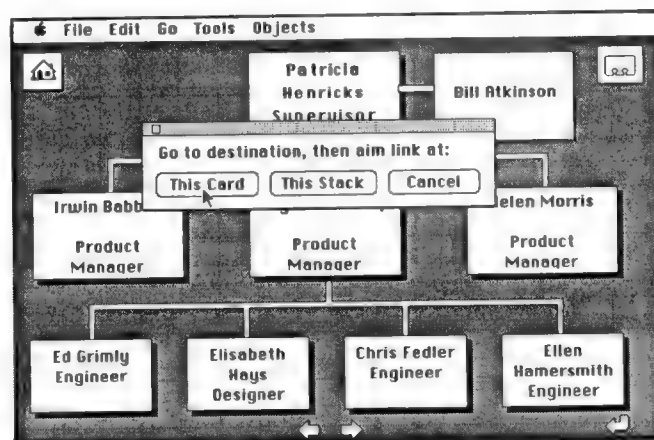 File Edit Go Tools Objects
Patricia
Henricks
Supervisor
Bill Atkinson
Go to destination, then aim link at:
This Card This Stack Cancel
Irwin
Product
Manager
Product
Manager
Helen Morris
Product
Manager
Ed Grimly
Engineer
Elisabeth
Hays
Designer
Chris Fedler
Engineer
Ellen
Hamersmith
Engineer